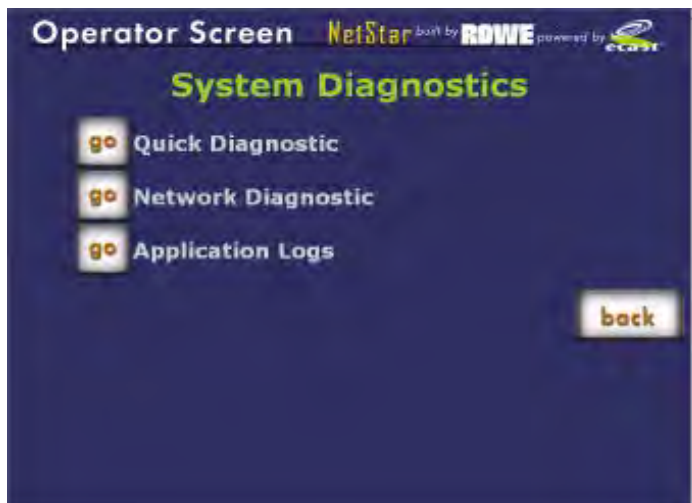 Operator Screen NetStar built by ROWE powered by ecast
System Diagnostics
go Quick Diagnostic
go Network Diagnostic
go Application Logs
back